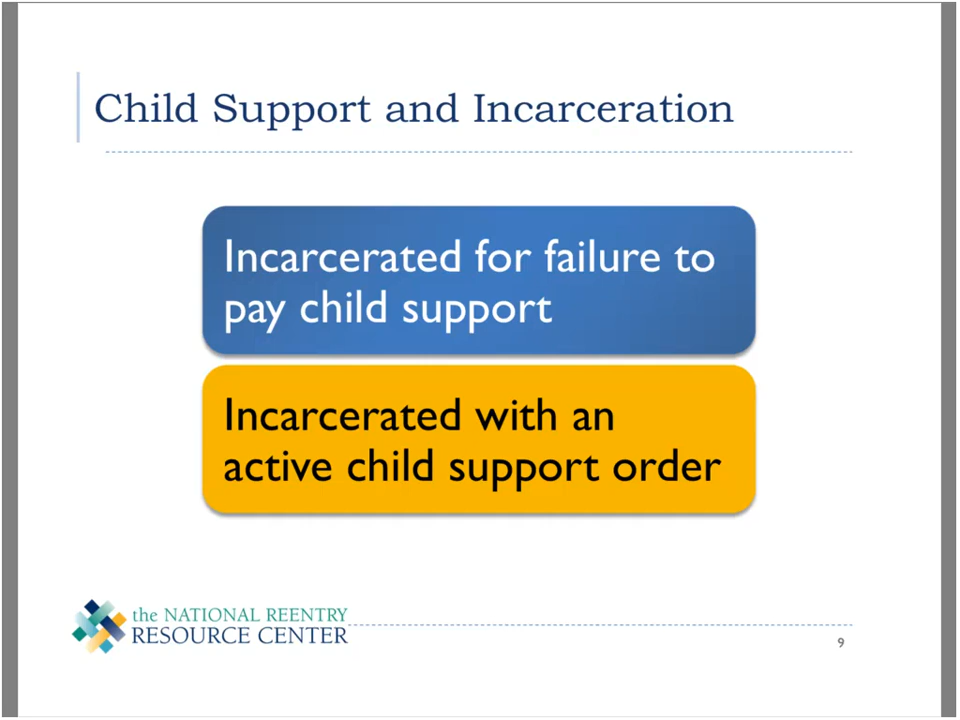 Child Support and Incarceration
Incarcerated for failure to
pay child support
Incarcerated with an
active child support order
the NATIONAL REENTRY
RESOURCE CENTER
9